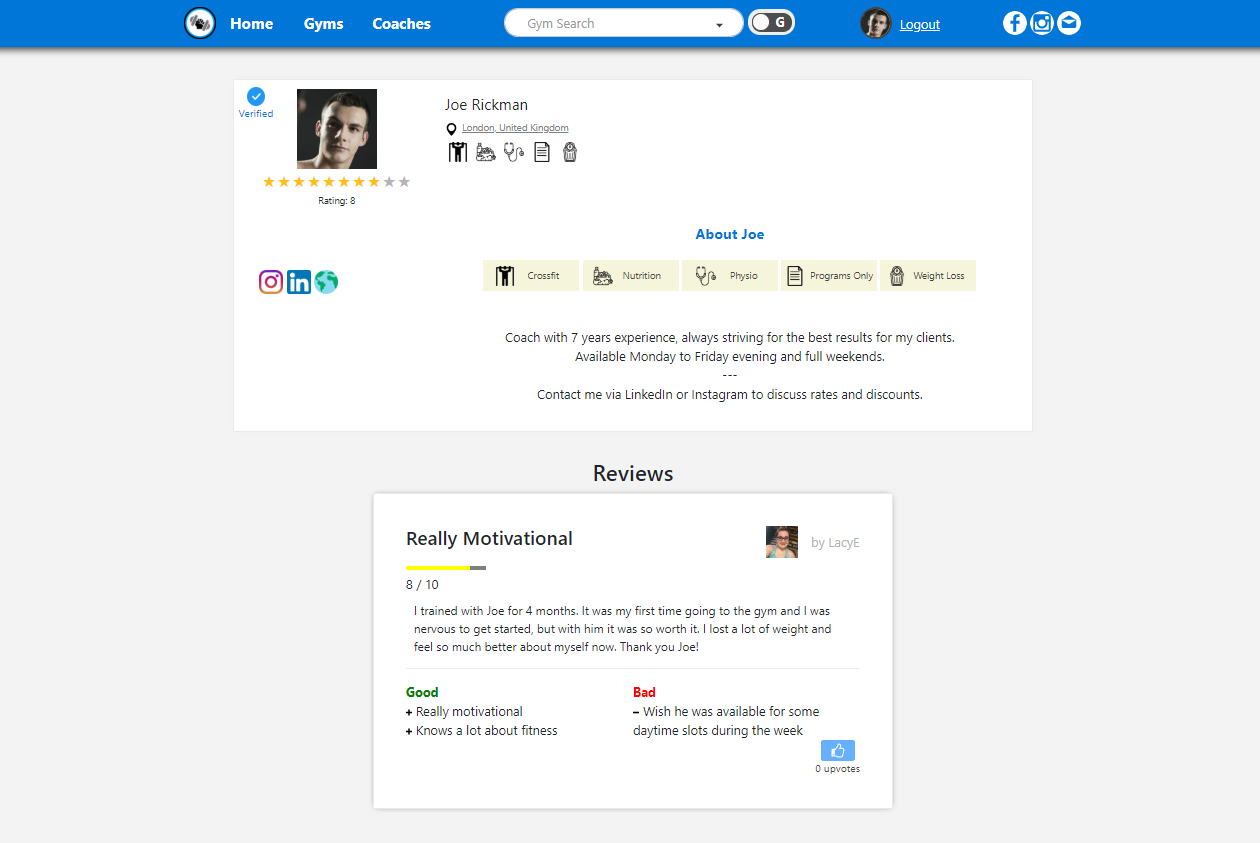 Home Gyms Coaches Gym Search G Logout
Verified
Joe Rickman
London, United Kingdom
Rating: 8
About Joe
Crossfit Nutrition Physio Programs Only Weight Loss
Coach with 7 years experience, always striving for the best results for my clients.
Available Monday to Friday evening and full weekends.
---
Contact me via LinkedIn or Instagram to discuss rates and discounts.
Reviews
Really Motivational
by LacyE
8 / 10
I trained with Joe for 4 months. It was my first time going to the gym and I was
nervous to get started, but with him it was so worth it. I lost a lot of weight and
feel so much better about myself now. Thank you Joe!
Good
+ Really motivational
+ Knows a lot about fitness
Bad
− Wish he was available for some
daytime slots during the week
0 upvotes